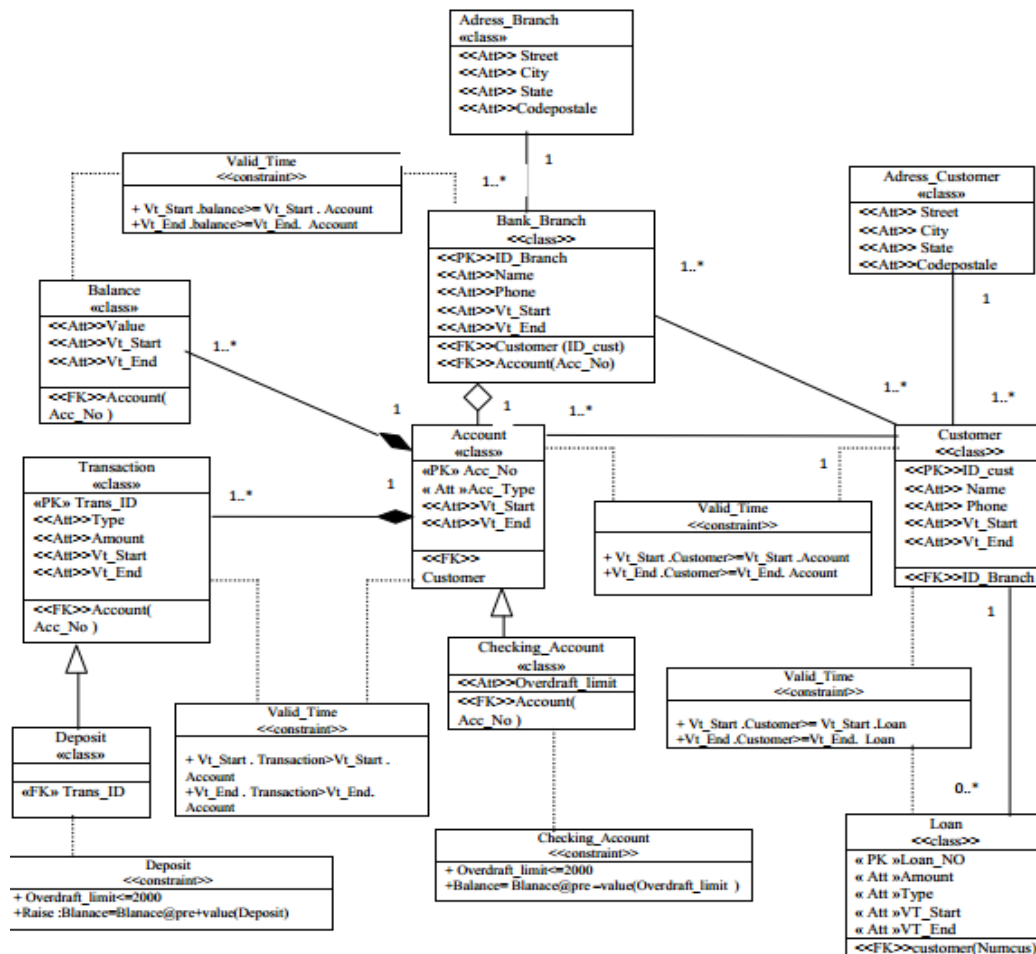 Adress_Branch
«class»
<<Att>> Street
<<Att>> City
<<Att>> State
<<Att>>Codepostale
1
1..*
Valid_Time
<<constraint>>
+ Vt_Start .balance>= Vt_Start . Account
+Vt_End .balance>=Vt_End. Account
Adress_Customer
«class»
<<Att>> Street
<<Att>> City
<<Att>> State
<<Att>>Codepostale
1
1..*
Bank_Branch
<<class>>
<<PK>>ID_Branch
<<Att>>Name
<<Att>>Phone
<<Att>>Vt_Start
<<Att>>Vt_End
<<FK>>Customer (ID_cust)
<<FK>>Account(Acc_No)
1..*
1..*
Balance
«class»
<<Att>>Value
<<Att>>Vt_Start
<<Att>>Vt_End
<<FK>>Account(
Acc_No )
1..*
1
1
1..*
1
Account
«class»
«PK» Acc_No
« Att »Acc_Type
<<Att>>Vt_Start
<<Att>>Vt_End
<<FK>>
Customer
Customer
<<class>>
<<PK>>ID_cust
<<Att>> Name
<<Att>> Phone
<<Att>>Vt_Start
<<Att>>Vt_End
<<FK>>ID_Branch
Transaction
«class»
«PK» Trans_ID
<<Att>>Type
<<Att>>Amount
<<Att>>Vt_Start
<<Att>>Vt_End
<<FK>>Account(
Acc_No )
1..*
1
Valid_Time
<<constraint>>
+ Vt_Start .Customer>=Vt_Start .Account
+Vt_End .Customer>=Vt_End. Account
Checking_Account
«class»
<<Att>>Overdraft_limit
<<FK>>Account(
Acc_No )
1
0..*
Valid_Time
<<constraint>>
+ Vt_Start .Customer>= Vt_Start .Loan
+Vt_End .Customer>=Vt_End. Loan
Valid_Time
<<constraint>>
+ Vt_Start . Transaction>Vt_Start .
Account
+Vt_End . Transaction>Vt_End.
Account
Deposit
«class»
«FK» Trans_ID
Loan
<<class>>
« PK »Loan_NO
« Att »Amount
« Att »Type
« Att »VT_Start
« Att »VT_End
<<FK>>customer(Numcus)
Checking_Account
<<constraint>>
+ Overdraft_limit<=2000
+Balance= Blanace@pre –value(Overdraft_limit )
Deposit
<<constraint>>
+ Overdraft_limit<=2000
+Raise :Blanace=Blanace@pre+value(Deposit)